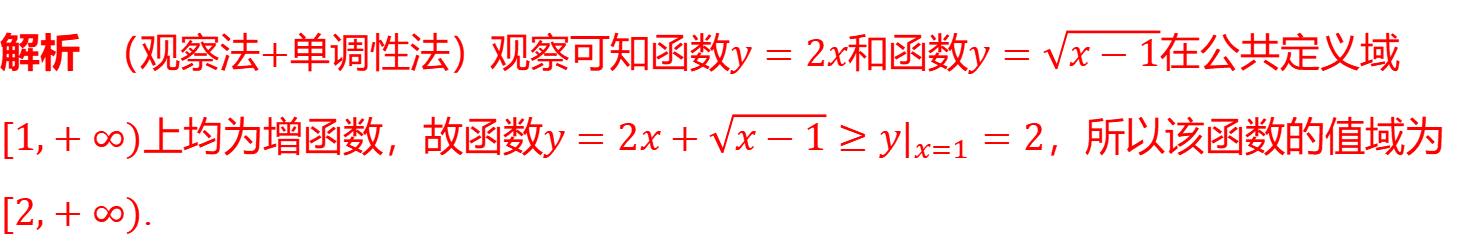 解析 （观察法+单调性法）观察可知函数y = 2x和函数y = √(x − 1)在公共定义域
[1, + ∞)上均为增函数，故函数y = 2x + √(x − 1) ≥ y|ₓ₌₁ = 2，所以该函数的值域为
[2, + ∞).